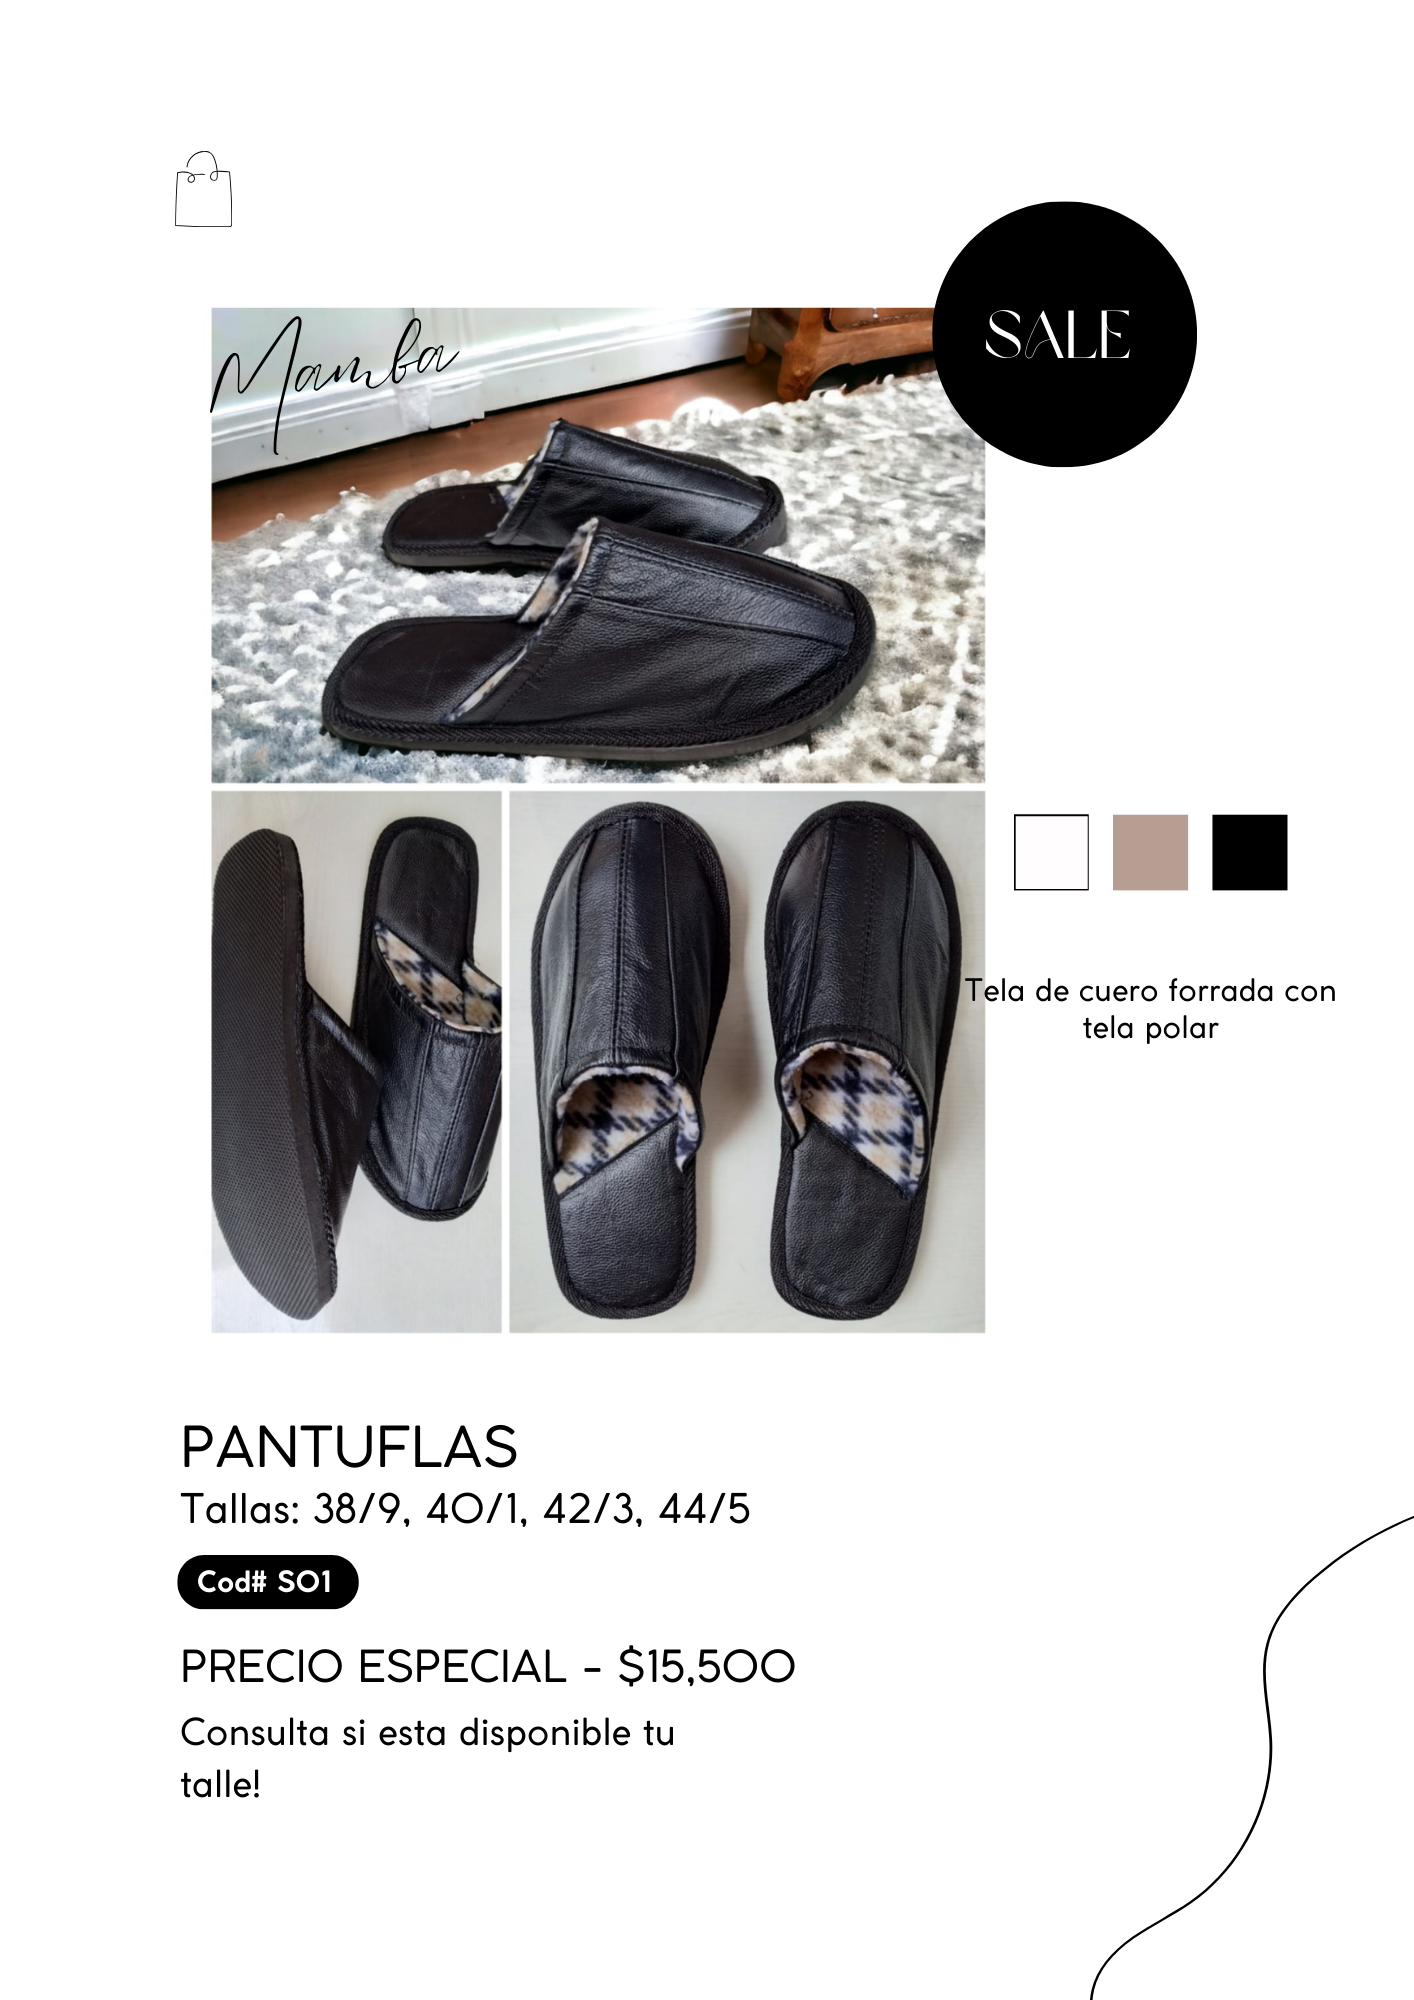 SALE
Mamba
Tela de cuero forrada con
tela polar
PANTUFLAS
Tallas: 38/9, 40/1, 42/3, 44/5
Cod# S01
PRECIO ESPECIAL - $15,500
Consulta si esta disponible tu
talle!